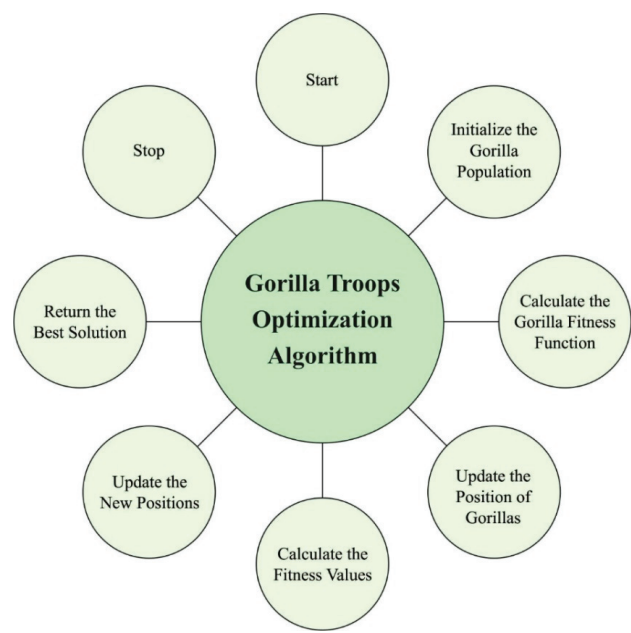 Start
Initialize the
Gorilla
Population
Calculate the
Gorilla Fitness
Function
Update the
Position of
Gorillas
Calculate the
Fitness Values
Update the
New Positions
Return the
Best Solution
Stop
Gorilla Troops
Optimization
Algorithm